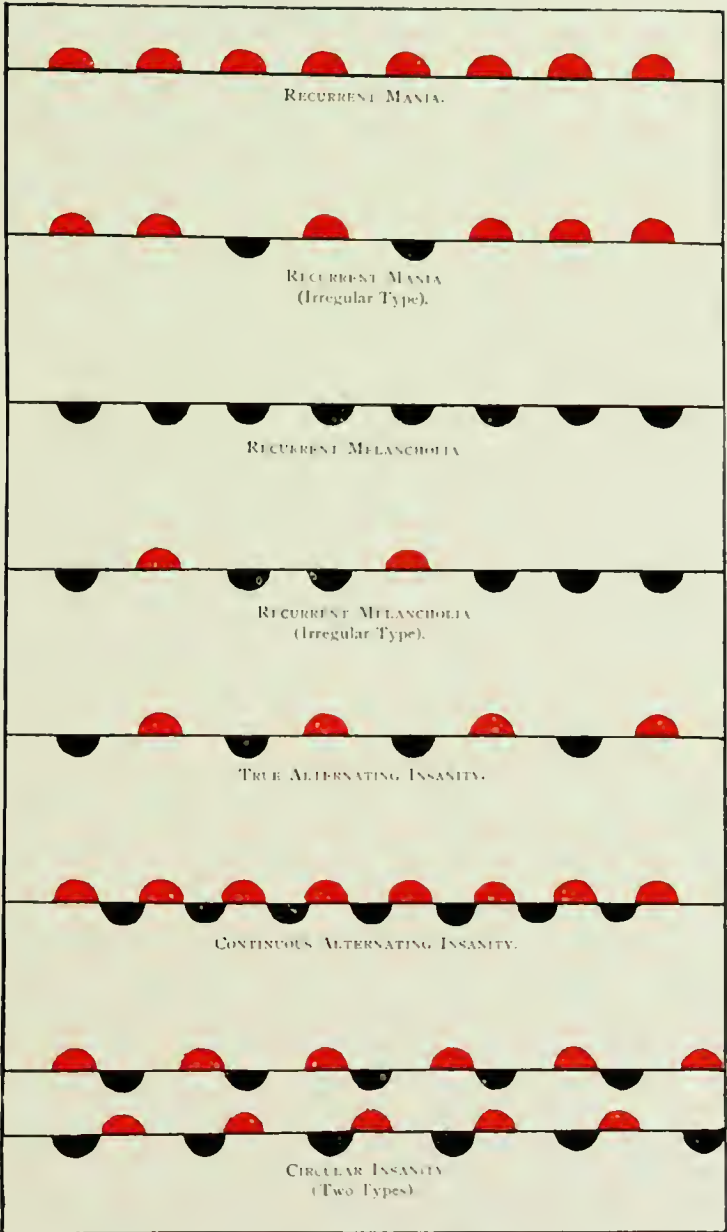 RECURRENT MANIA.
RECURRENT MANIA
(Irregular Type).
RECURRENT MELANCHOLIA
RECURRENT MELANCHOLIA
(Irregular Type).
TRUE ALTERNATING INSANITY.
CONTINUOUS ALTERNATING INSANITY.
CIRCULAR INSANITY
(Two Types)